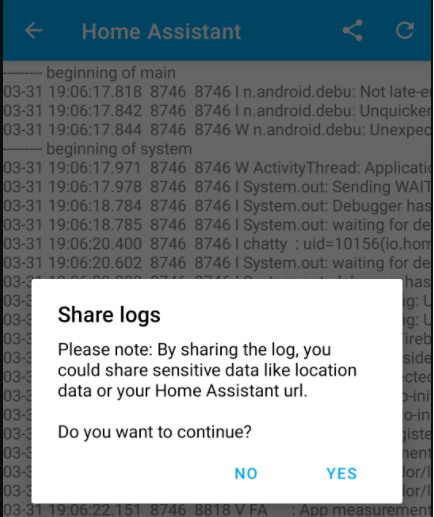 Home Assistant
--------- beginning of main
03-31 19:06:17.818 8746 8746 I n.android.debu: Not late-e
03-31 19:06:17.842 8746 8746 I n.android.debu: Unquicken
03-31 19:06:17.844 8746 8746 W n.android.debu: Unexpec
--------- beginning of system
03-31 19:06:17.971 8746 8746 W ActivityThread: Applicatio
03-31 19:06:17.978 8746 8746 I System.out: Sending WAIT
03-31 19:06:18.784 8746 8746 I System.out: Debugger has
03-31 19:06:18.785 8746 8746 I System.out: waiting for de
03-31 19:06:20.400 8746 8746 I chatty : uid=10156(io.hom
03-31 19:06:20.602 8746 8746 I System.out: waiting for de
Share logs
Please note: By sharing the log, you
could share sensitive data like location
data or your Home Assistant url.
Do you want to continue?
NO YES
03-31 19:06:22.151 8746 8818 V FA : App measurement